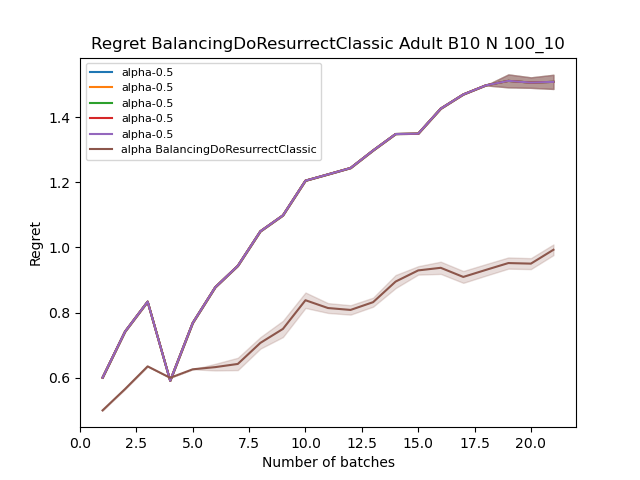 Regret BalancingDoResurrectClassic Adult B10 N 100_10
alpha-0.5
alpha-0.5
alpha-0.5
alpha-0.5
alpha-0.5
alpha BalancingDoResurrectClassic
1.4
1.2
1.0
0.8
0.6
Regret
0.0 2.5 5.0 7.5 10.0 12.5 15.0 17.5 20.0
Number of batches